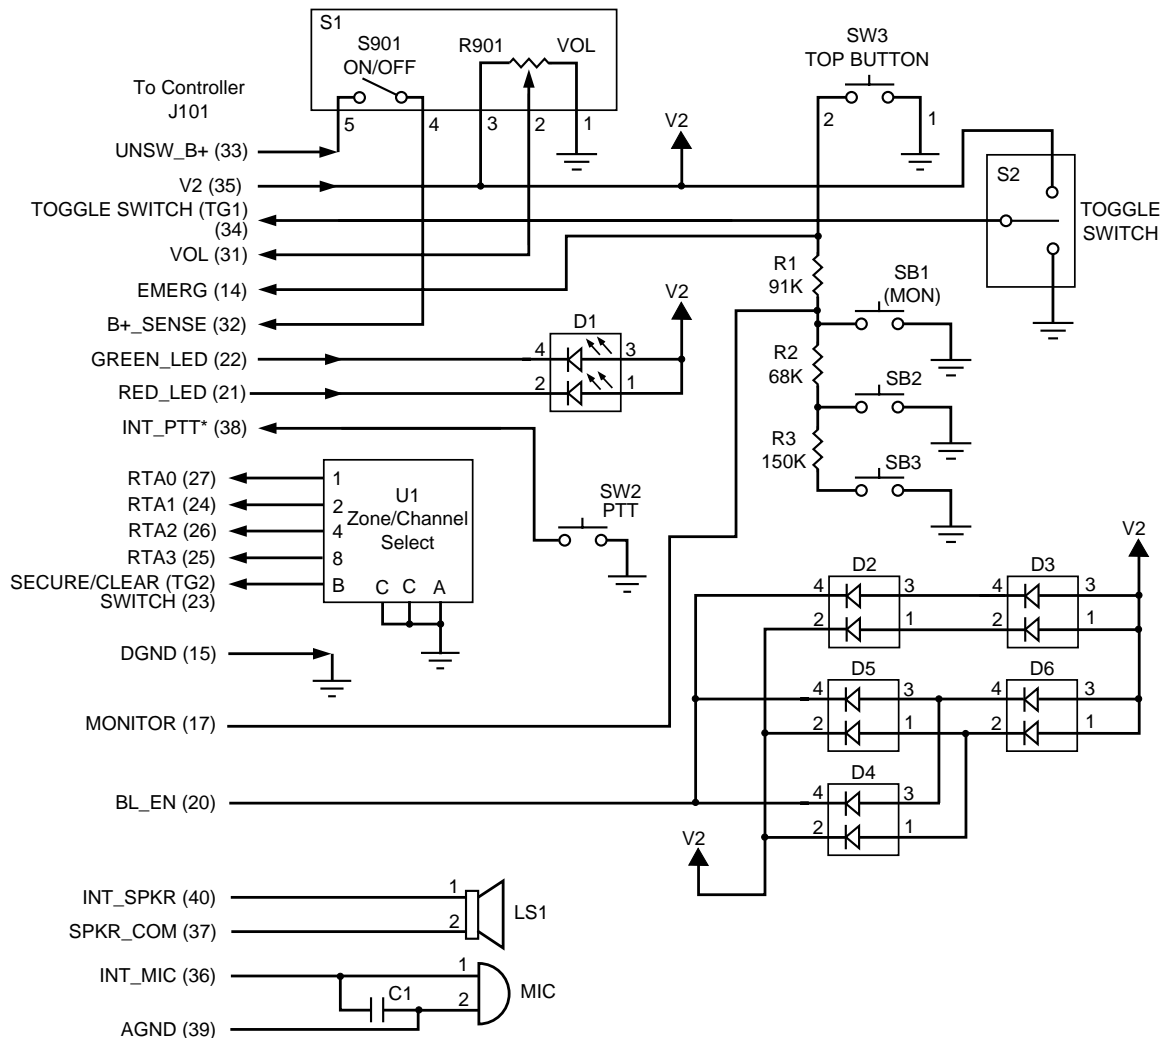 S1
S901
ON/OFF
R901
VOL
5
4
3
2
1
SW3
TOP BUTTON
2
1
To Controller
J101
UNSW_B+ (33)
V2 (35)
TOGGLE SWITCH (TG1)
(34)
VOL (31)
EMERG (14)
B+_SENSE (32)
GREEN_LED (22)
RED_LED (21)
INT_PTT* (38)
V2
S2
TOGGLE
SWITCH
R1
91K
SB1
(MON)
R2
68K
SB2
R3
150K
SB3
V2
D1
4
3
2
1
RTA0 (27)
RTA1 (24)
RTA2 (26)
RTA3 (25)
SECURE/CLEAR (TG2)
SWITCH (23)
1
2
4
8
B
U1
Zone/Channel
Select
C
C
A
SW2
PTT
DGND (15)
MONITOR (17)
BL_EN (20)
V2
D2
4
3
2
1
D3
4
3
2
1
D5
4
3
2
1
D6
4
3
2
1
D4
4
3
2
1
V2
INT_SPKR (40)
SPKR_COM (37)
1
2
LS1
INT_MIC (36)
AGND (39)
C1
1
2
MIC